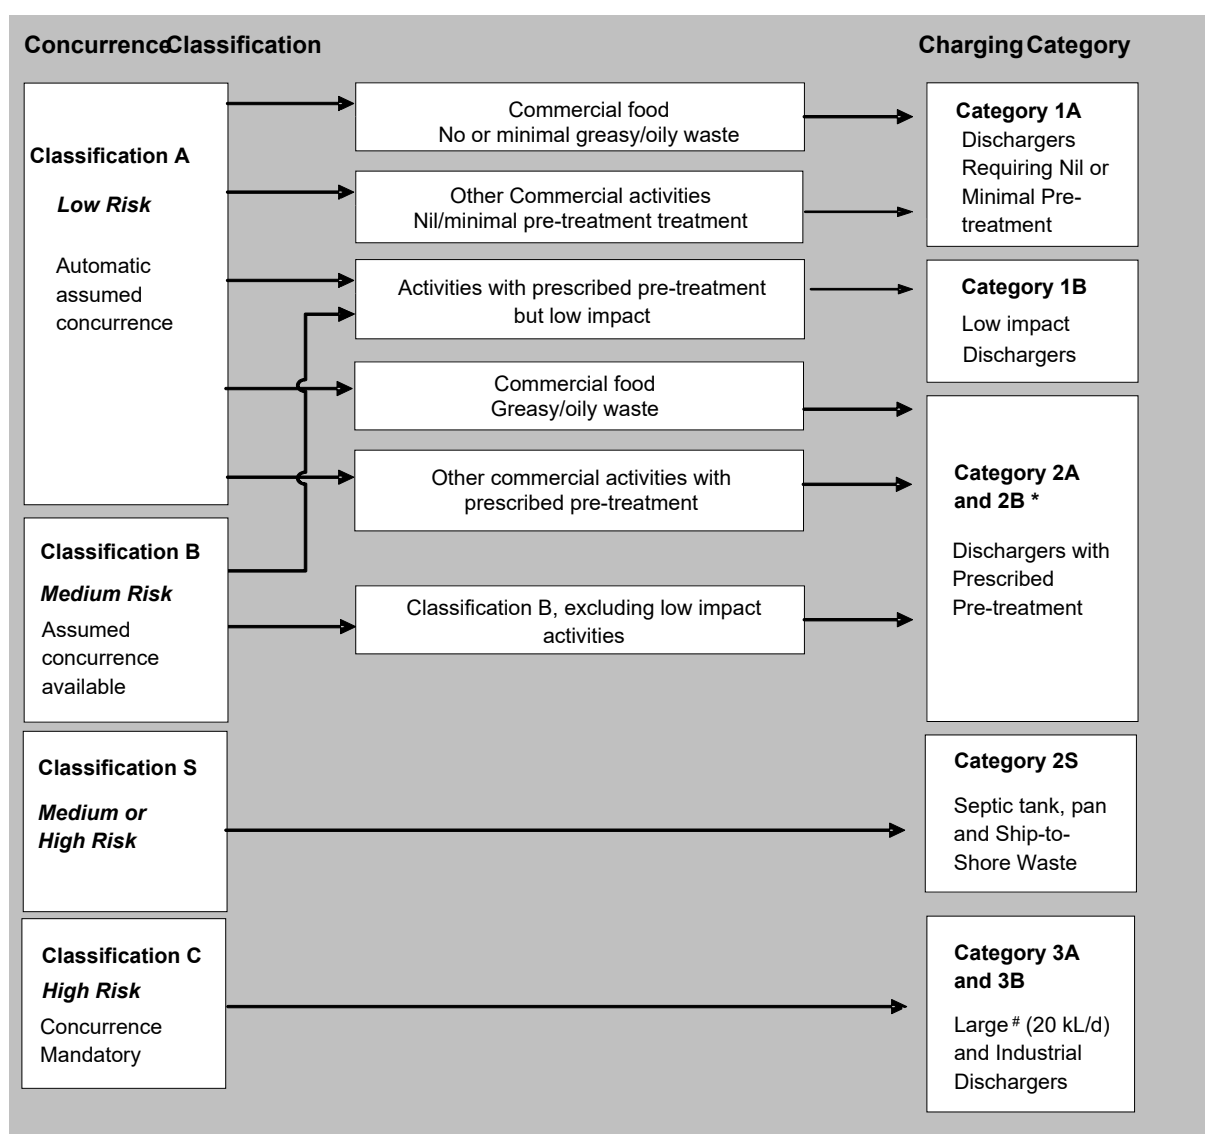 Concurrence Classification
Charging Category
Classification A
Low Risk
Automatic
assumed
concurrence
Commercial food
No or minimal greasy/oily waste
Other Commercial activities
Nil/minimal pre-treatment treatment
Activities with prescribed pre-treatment
but low impact
Commercial food
Greasy/oily waste
Other commercial activities with
prescribed pre-treatment
Category 1A
Dischargers
Requiring Nil or
Minimal Pre-
treatment
Category 1B
Low impact
Dischargers
Category 2A
and 2B *
Dischargers with
Prescribed
Pre-treatment
Classification B
Medium Risk
Assumed
concurrence
available
Classification B, excluding low impact
activities
Classification S
Medium or
High Risk
Category 2S
Septic tank, pan
and Ship-to-
Shore Waste
Classification C
High Risk
Concurrence
Mandatory
Category 3A
and 3B
Large # (20 kL/d)
and Industrial
Dischargers